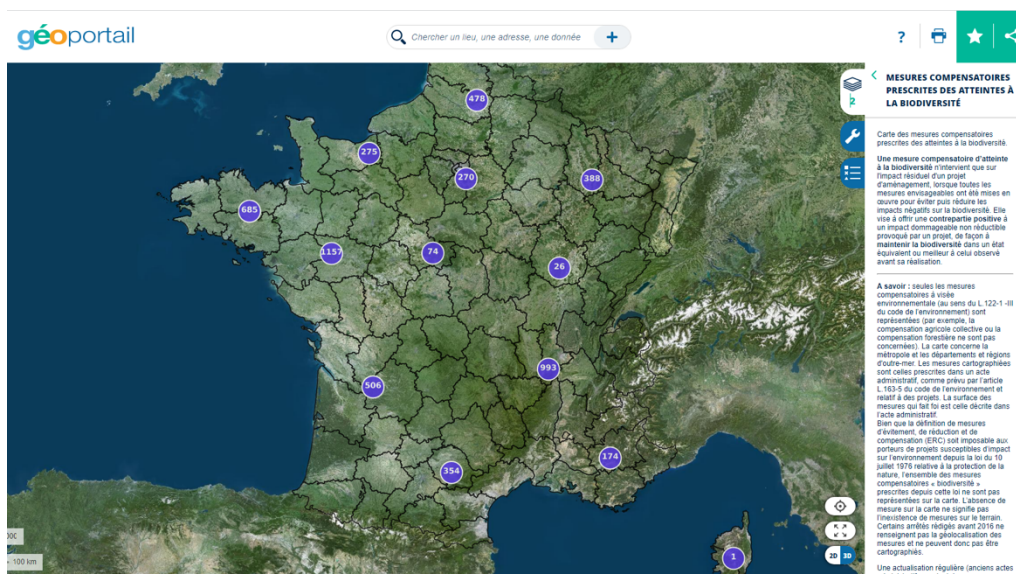 géoportail
Chercher un lieu, une adresse, une donnée
+
?
MESURES COMPENSATOIRES
PRESCRITES DES ATTEINTES À
LA BIODIVERSITÉ
2
478
275
270
388
685
1157
74
26
993
506
354
174
1
Carte des mesures compensatoires
prescrites des atteintes à la biodiversité.
Une mesure compensatoire d'atteinte
à la biodiversité n'intervient que sur
l'impact résiduel d'un projet
d'aménagement, lorsque toutes les
mesures envisageables ont été mises en
œuvre pour éviter puis réduire les
impacts négatifs sur la biodiversité. Elle
vise à offrir une contrepartie positive à
un impact dommageable non réductible
provoqué par un projet, de façon à
maintenir la biodiversité dans un état
équivalent ou meilleur à celui observé
avant sa réalisation.
A savoir : seules les mesures
compensatoires à visée
environnementale (au sens du L.122-1 -III
du code de l'environnement) sont
représentées (par exemple, la
compensation agricole collective ou la
compensation forestière ne sont pas
concernées). La carte concerne la
métropole et les départements et régions
d'outre-mer. Les mesures cartographiées
sont celles prescrites dans un acte
administratif, comme prévu par l'article
L.163-5 du code de l'environnement et
relatif à des projets. La surface des
mesures qui fait foi est celle décrite dans
l'acte administratif.
Bien que la définition de mesures
d'évitement, de réduction et de
compensation (ERC) soit imposable aux
porteurs de projets susceptibles d'impact
sur l'environnement depuis la loi du 10
juillet 1976 relative à la protection de la
nature, l'ensemble des mesures
compensatoires « biodiversité »
prescrites depuis cette loi ne sont pas
représentées sur la carte. L'absence de
mesure sur la carte ne signifie pas
l'inexistence de mesures sur le terrain.
Certains arrêtés rédigés avant 2016 ne
renseignent pas la géolocalisation des
mesures et ne peuvent donc pas être
cartographiés.
Une actualisation régulière (anciens actes
100 km
2D 3D